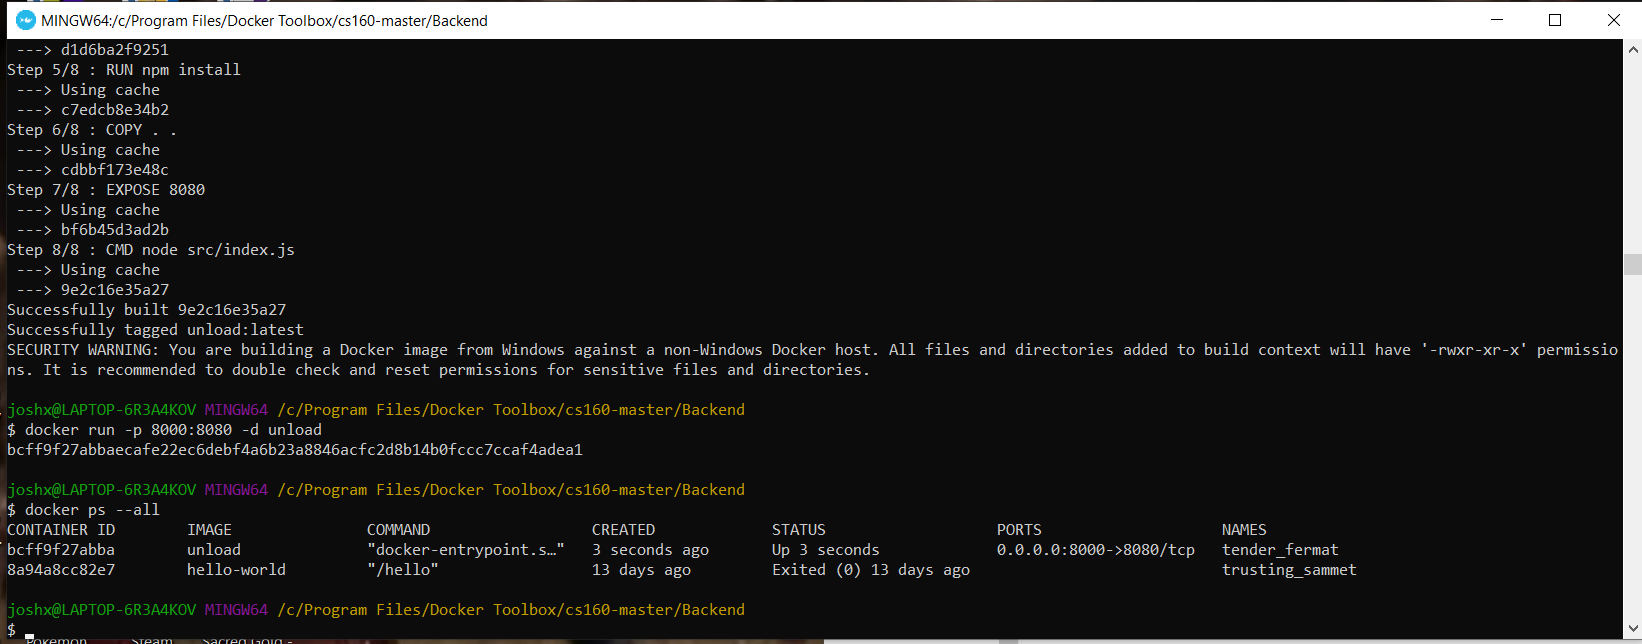 MINGW64:/c/Program Files/Docker Toolbox/cs160-master/Backend
---> d1d6ba2f9251
Step 5/8 : RUN npm install
---> Using cache
---> c7edcb8e34b2
Step 6/8 : COPY . .
---> Using cache
---> cdbbf173e48c
Step 7/8 : EXPOSE 8080
---> Using cache
---> bf6b45d3ad2b
Step 8/8 : CMD node src/index.js
---> Using cache
---> 9e2c16e35a27
Successfully built 9e2c16e35a27
Successfully tagged unload:latest
SECURITY WARNING: You are building a Docker image from Windows against a non-Windows Docker host. All files and directories added to build context will have '-rwxr-xr-x' permissio
ns. It is recommended to double check and reset permissions for sensitive files and directories.
joshx@LAPTOP-6R3A4KOV MINGW64 /c/Program Files/Docker Toolbox/cs160-master/Backend
$ docker run -p 8000:8080 -d unload
bcff9f27abbaecafe22ec6debf4a6b23a8846acfc2d8b14b0fccc7ccaf4adea1
joshx@LAPTOP-6R3A4KOV MINGW64 /c/Program Files/Docker Toolbox/cs160-master/Backend
$ docker ps --all
CONTAINER ID IMAGE COMMAND CREATED STATUS PORTS NAMES
bcff9f27abba unload "docker-entrypoint.s…" 3 seconds ago Up 3 seconds 0.0.0.0:8000->8080/tcp tender_fermat
8a94a8cc82e7 hello-world "/hello" 13 days ago Exited (0) 13 days ago trusting_sammet
joshx@LAPTOP-6R3A4KOV MINGW64 /c/Program Files/Docker Toolbox/cs160-master/Backend
$
Pokemon Steam Sacred Gold -